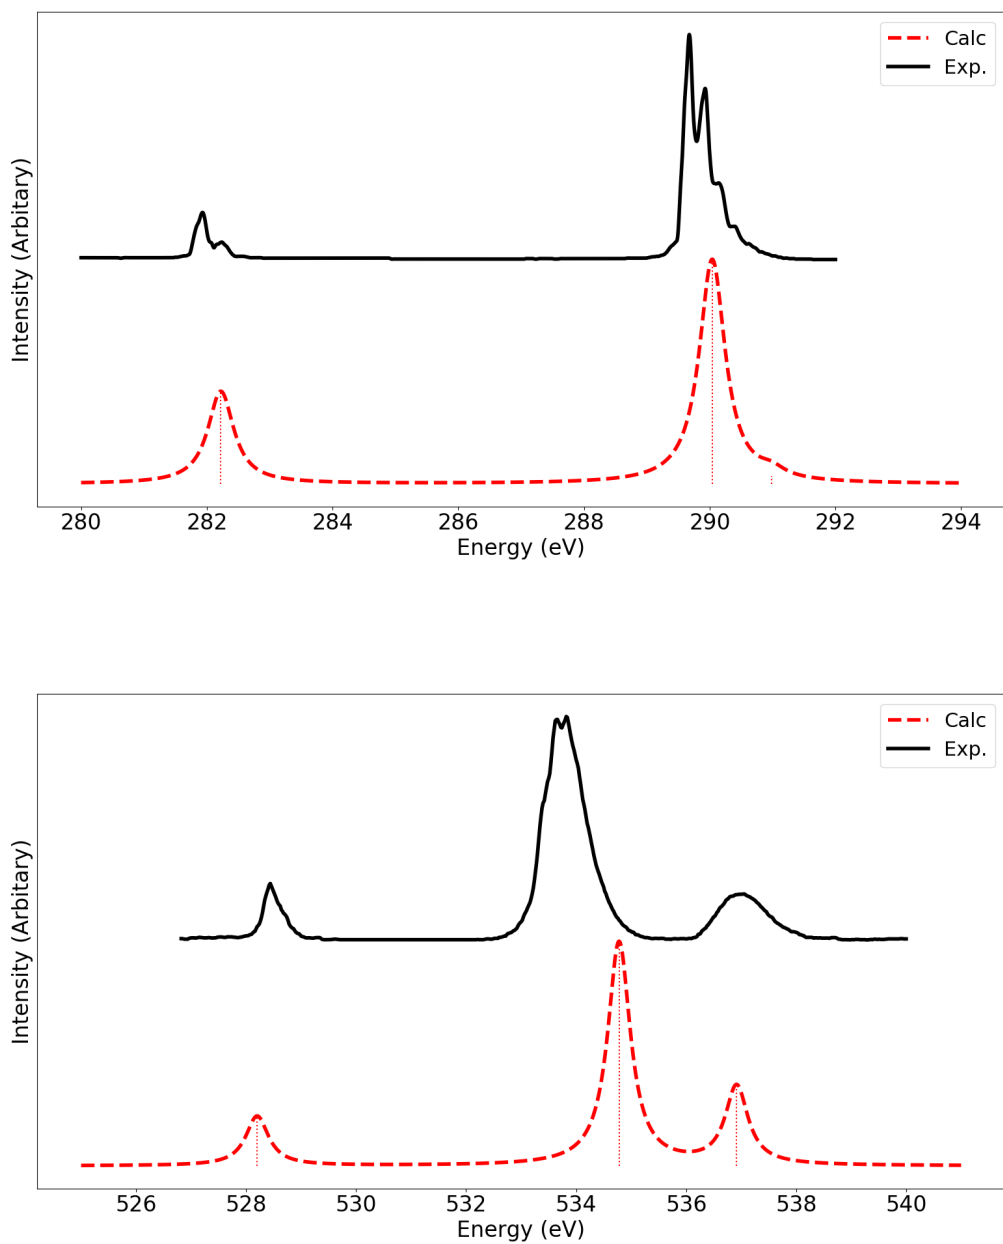 Calc
Exp.
Intensity (Arbitary)
280 282 284 286 288 290 292 294
Energy (eV)
Calc
Exp.
Intensity (Arbitary)
526 528 530 532 534 536 538 540
Energy (eV)